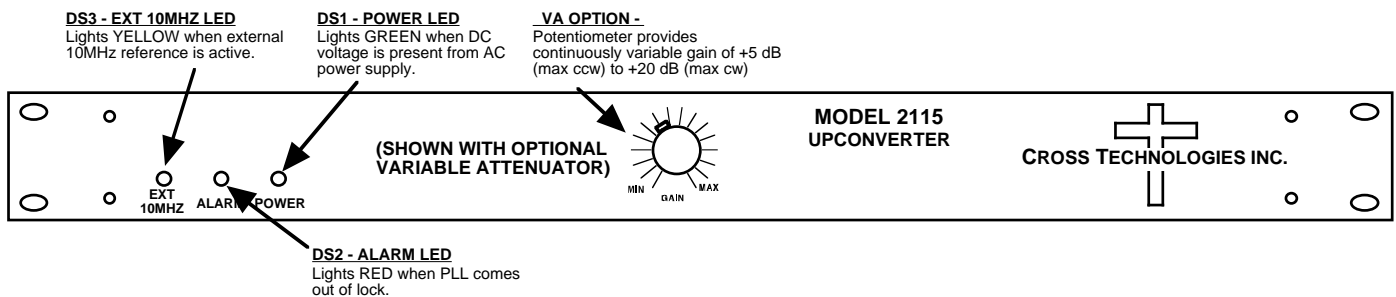 DS3 - EXT 10MHZ LED
Lights YELLOW when external
10MHz reference is active.
DS1 - POWER LED
Lights GREEN when DC
voltage is present from AC
power supply.
VA OPTION -
Potentiometer provides
continuously variable gain of +5 dB
(max ccw) to +20 dB (max cw)
(SHOWN WITH OPTIONAL
VARIABLE ATTENUATOR)
MIN
GAIN
MAX
MODEL 2115
UPCONVERTER
CROSS TECHNOLOGIES INC.
EXT
10MHZ
ALARM
POWER
DS2 - ALARM LED
Lights RED when PLL comes
out of lock.